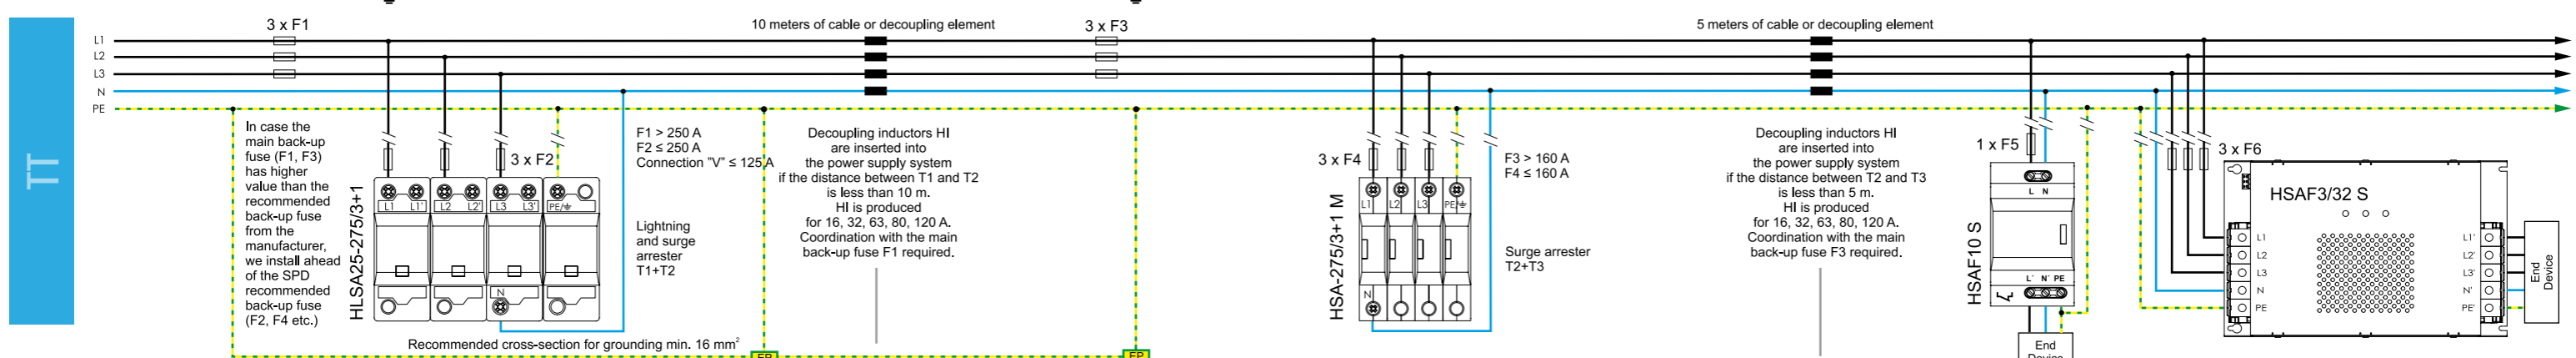 TT
3 x F1
10 meters of cable or decoupling element
3 x F3
5 meters of cable or decoupling element
L1
L2
L3
N
PE
In case the
main back-up
fuse (F1, F3)
has higher
value than the
recommended
back-up fuse
from the
manufacturer,
we install ahead
of the SPD
recommended
back-up fuse
(F2, F4 etc.)
HLSA25-275/3+1
3 x F2
L1 L1' L2 L2' L3 L3' PE/⏚
N
F1 > 250 A
F2 ≤ 250 A
Connection "V" ≤ 125 A
Lightning
and surge
arrester
T1+T2
Recommended cross-section for grounding min. 16 mm²
EP
EP
Decoupling inductors HI
are inserted into
the power supply system
if the distance between T1 and T2
is less than 10 m.
HI is produced
for 16, 32, 63, 80, 120 A.
Coordination with the main
back-up fuse F1 required.
3 x F4
HSA-275/3+1 M
L1 L2 L3 PE/⏚
N
F3 > 160 A
F4 ≤ 160 A
Surge arrester
T2+T3
Decoupling inductors HI
are inserted into
the power supply system
if the distance between T2 and T3
is less than 5 m.
HI is produced
for 16, 32, 63, 80, 120 A.
Coordination with the main
back-up fuse F3 required.
1 x F5
HSAF10 S
L N
L' N' PE
End
Device
3 x F6
HSAF3/32 S
L1
L2
L3
N
PE
L1'
L2'
L3'
N'
PE'
End
Device